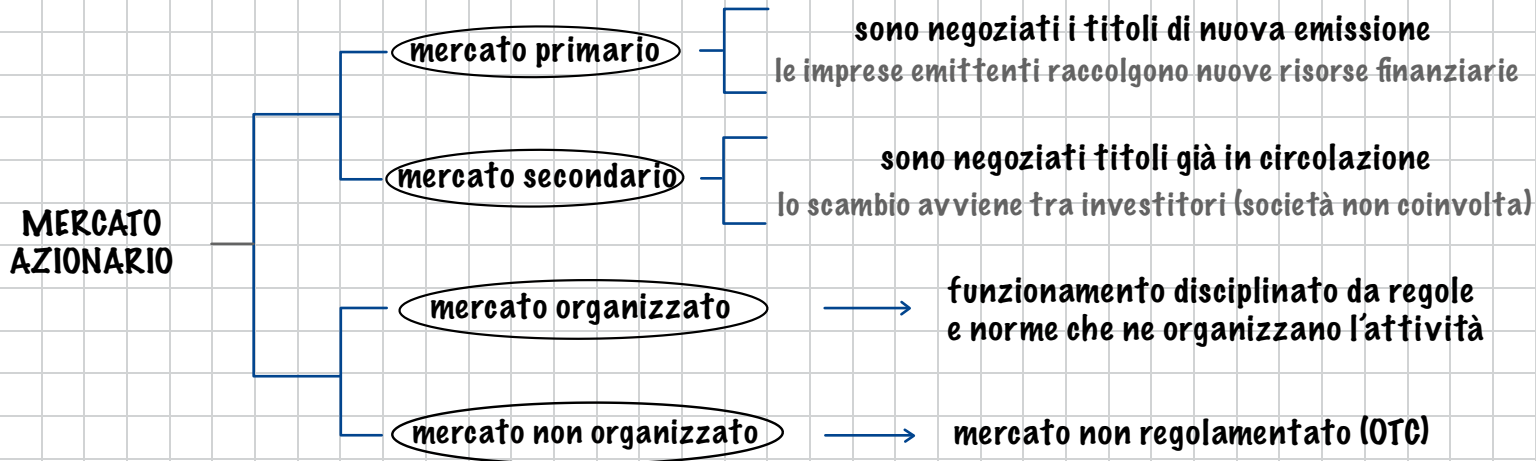 mercato primario
sono negoziati i titoli di nuova emissione
le imprese emittenti raccolgono nuove risorse finanziarie
mercato secondario
sono negoziati titoli già in circolazione
lo scambio avviene tra investitori (società non coinvolta)
MERCATO
AZIONARIO
mercato organizzato
funzionamento disciplinato da regole
e norme che ne organizzano l'attività
mercato non organizzato
mercato non regolamentato (OTC)